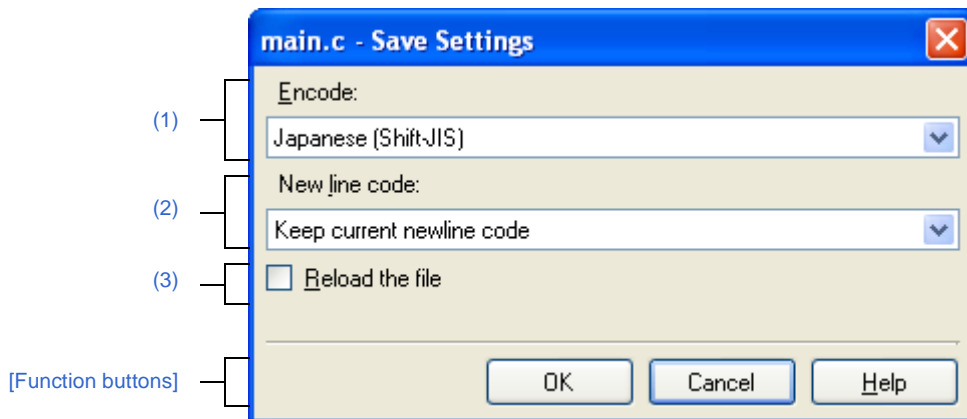 main.c - Save Settings
(1)
Encode:
Japanese (Shift-JIS)
(2)
New line code:
Keep current newline code
(3)
Reload the file
[Function buttons]
OK
Cancel
Help